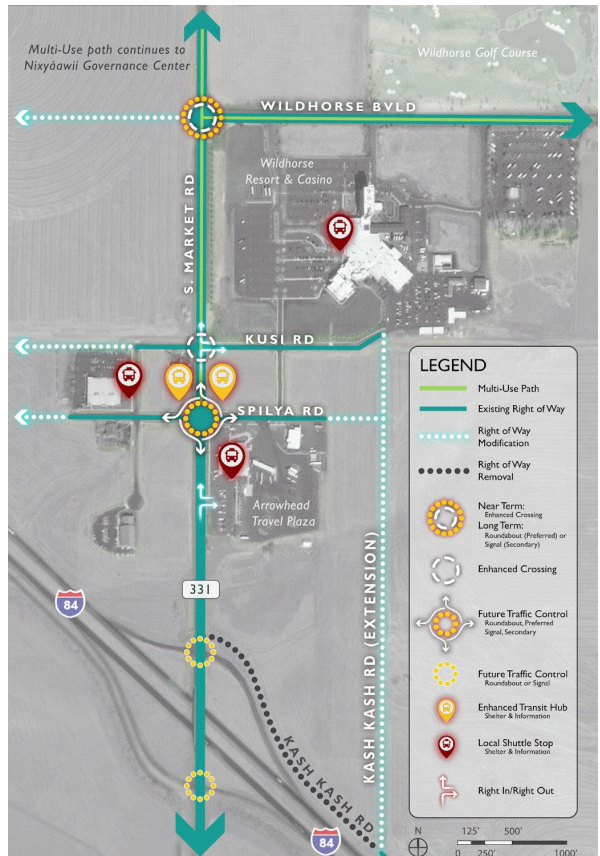 Multi-Use path continues to
Nixyáawii Governance Center
Wildhorse Golf Course
WILDHORSE BVLD
Wildhorse
Resort & Casino
S. MARKET RD
KUSI RD
SPILYA RD
Arrowhead
Travel Plaza
331
84
KASH KASH RD (EXTENSION)
KASH KASH RD
84
LEGEND
Multi-Use Path
Existing Right of Way
Right of Way
Modification
Right of Way
Removal
Near Term:
Enhanced Crossing
Long Term:
Roundabout (Preferred) or
Signal (Secondary)
Enhanced Crossing
Future Traffic Control
Roundabout, Preferred
Signal, Secondary
Future Traffic Control
Roundabout or Signal
Enhanced Transit Hub
Shelter & Information
Local Shuttle Stop
Shelter & Information
Right In/Right Out
N
125' 500'
0 250' 1000'